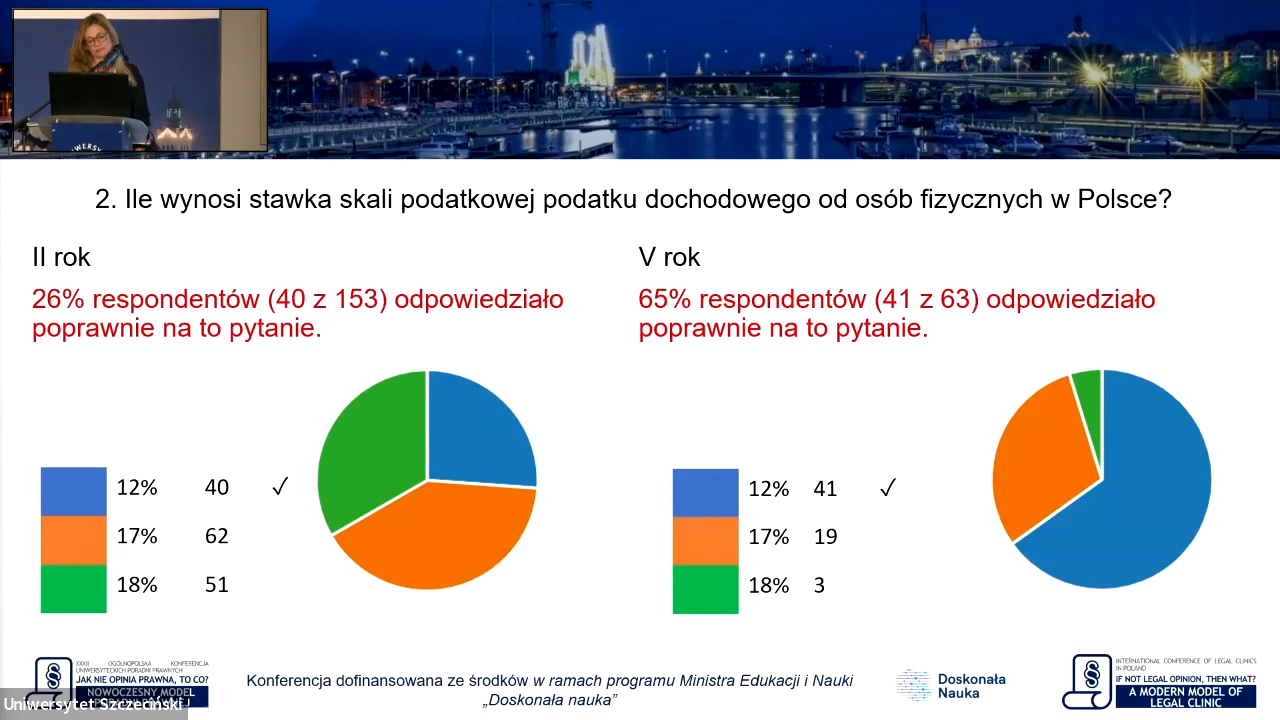 WERSY
2. Ile wynosi stawka skali podatkowej podatku dochodowego od osób fizycznych w Polsce?
II rok
26% respondentów (40 z 153) odpowiedziało
poprawnie na to pytanie.
12% 40 ✓
17% 62
18% 51
V rok
65% respondentów (41 z 63) odpowiedziało
poprawnie na to pytanie.
12% 41 ✓
17% 19
18% 3
XXXII OGÓLNOPOLSKA KONFERENCJA
UNIWERSYTECKICH PORADNI PRAWNYCH
JAK NIE OPINIA PRAWNA, TO CO?
NOWOCZESNY MODEL
Uniwersytet Szczeciński
Konferencja dofinansowana ze środków w ramach programu Ministra Edukacji i Nauki
„Doskonała nauka”
Doskonała
Nauka
INTERNATIONAL CONFERENCE OF LEGAL CLINICS
IN POLAND
IF NOT LEGAL OPINION, THEN WHAT?
A MODERN MODEL OF
LEGAL CLINIC